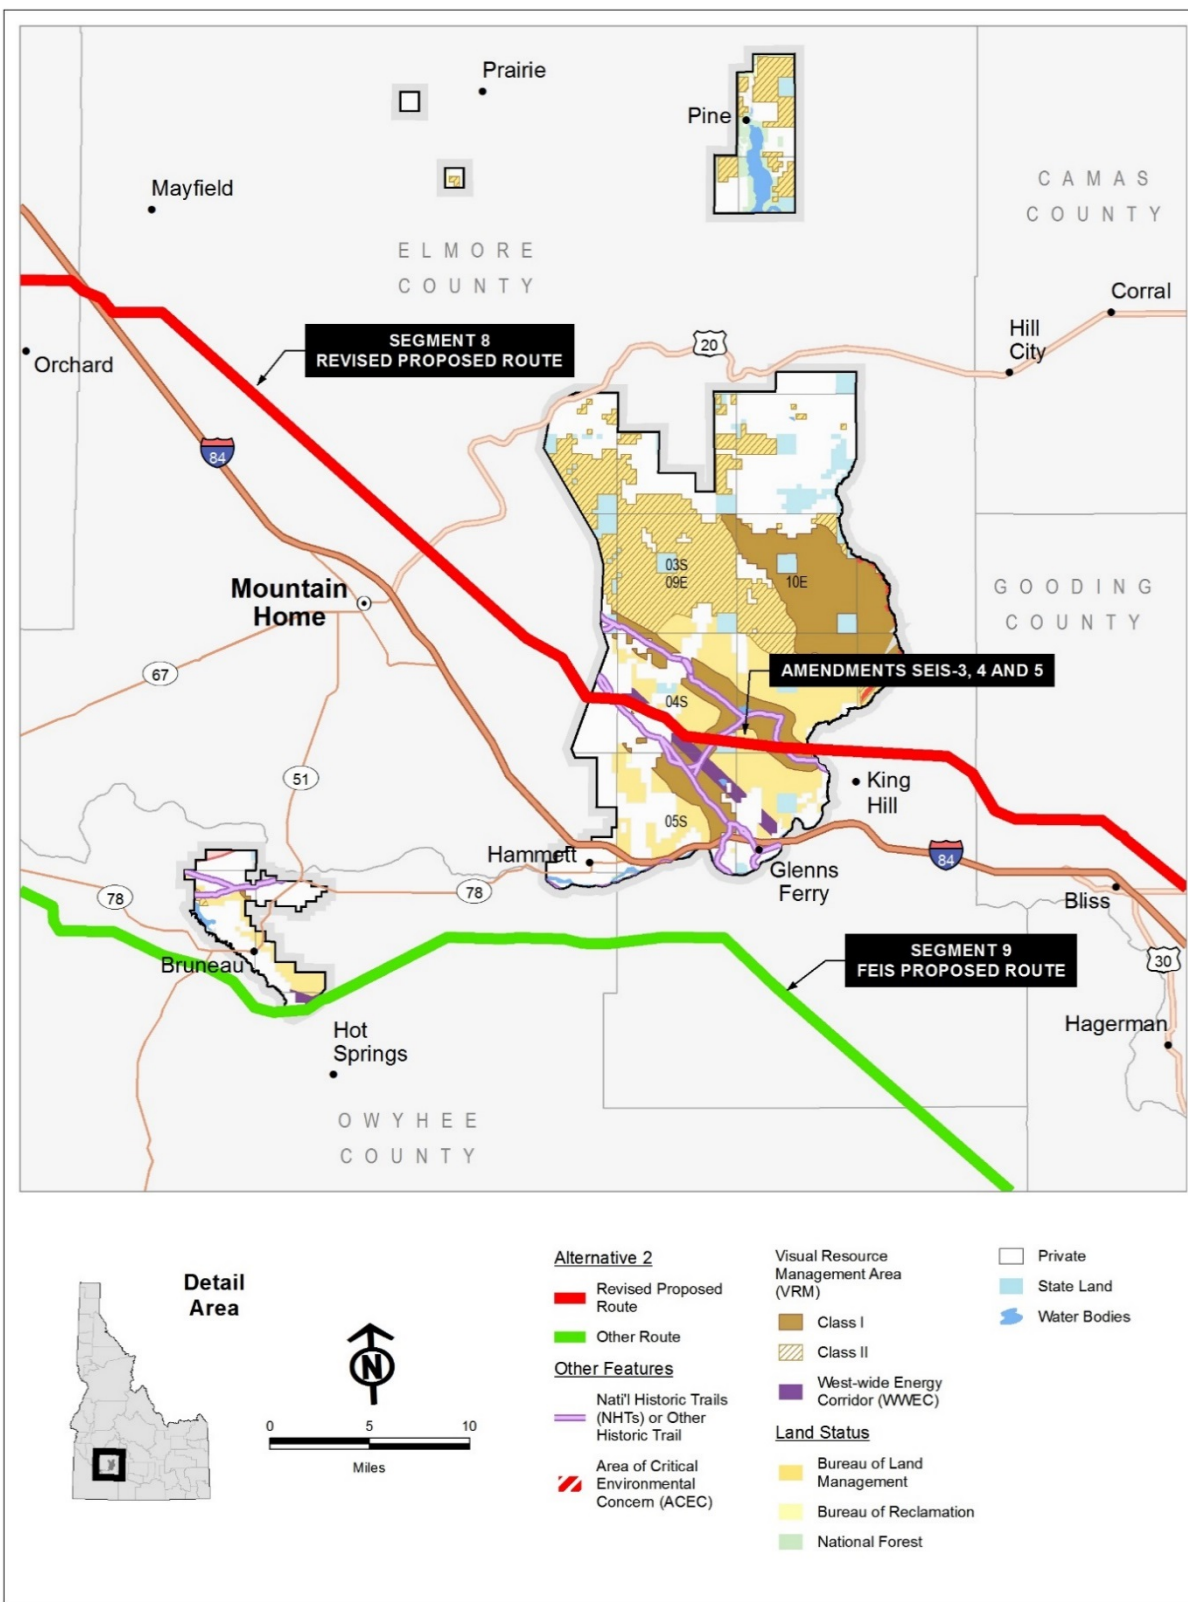 Prairie
Pine
Mayfield
CAMAS
COUNTY
ELMORE
COUNTY
Corral
Hill
City
20
SEGMENT 8
REVISED PROPOSED ROUTE
Orchard
84
03S
09E
10E
Mountain
Home
GOODING
COUNTY
AMENDMENTS SEIS-3, 4 AND 5
67
04S
51
King
Hill
05S
Hammett
84
Glenns
Ferry
78
78
Bliss
Bruneau
SEGMENT 9
FEIS PROPOSED ROUTE
30
Hagerman
Hot
Springs
OWYHEE
COUNTY
Detail
Area
N
0 5 10
Miles
Alternative 2
Revised Proposed
Route
Other Route
Other Features
Nati'l Historic Trails
(NHTs) or Other
Historic Trail
Area of Critical
Environmental
Concern (ACEC)
Visual Resource
Management Area
(VRM)
Class I
Class II
West-wide Energy
Corridor (WWEC)
Land Status
Bureau of Land
Management
Bureau of Reclamation
National Forest
Private
State Land
Water Bodies